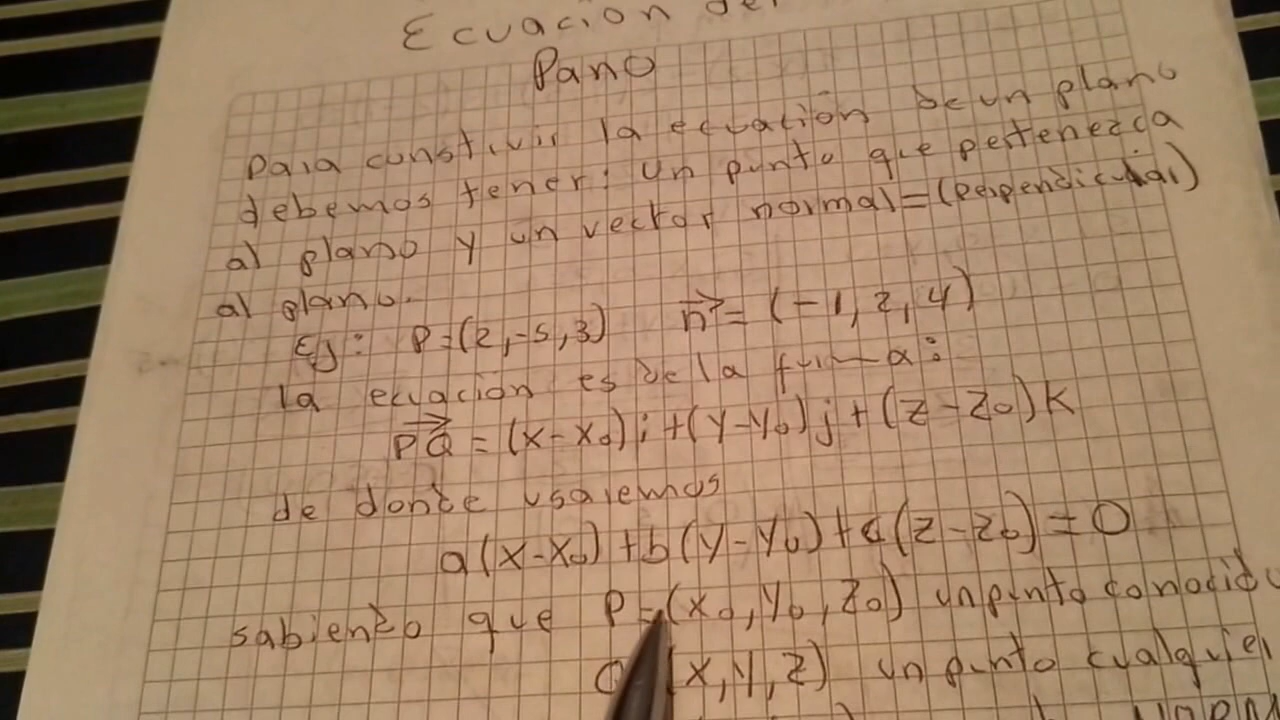 Ecuacion del
Pano
Para construir la ecuación de un plano
debemos tener: un punto que pertenezca
al plano y un vector normal=(perpendicular)
al plano.
Ej: P=(2,-5,3) n⃗=(-1,2,4)
la ecuacion es de la forma:
PQ⃗ = (x-x₀)i+(y-y₀)j+(z-z₀)k
de donde usaremos
a(x-x₀)+b(y-y₀)+c(z-z₀)=0
sabiendo que P=(x₀,y₀,z₀) un punto conocido
(x,y,z) un punto